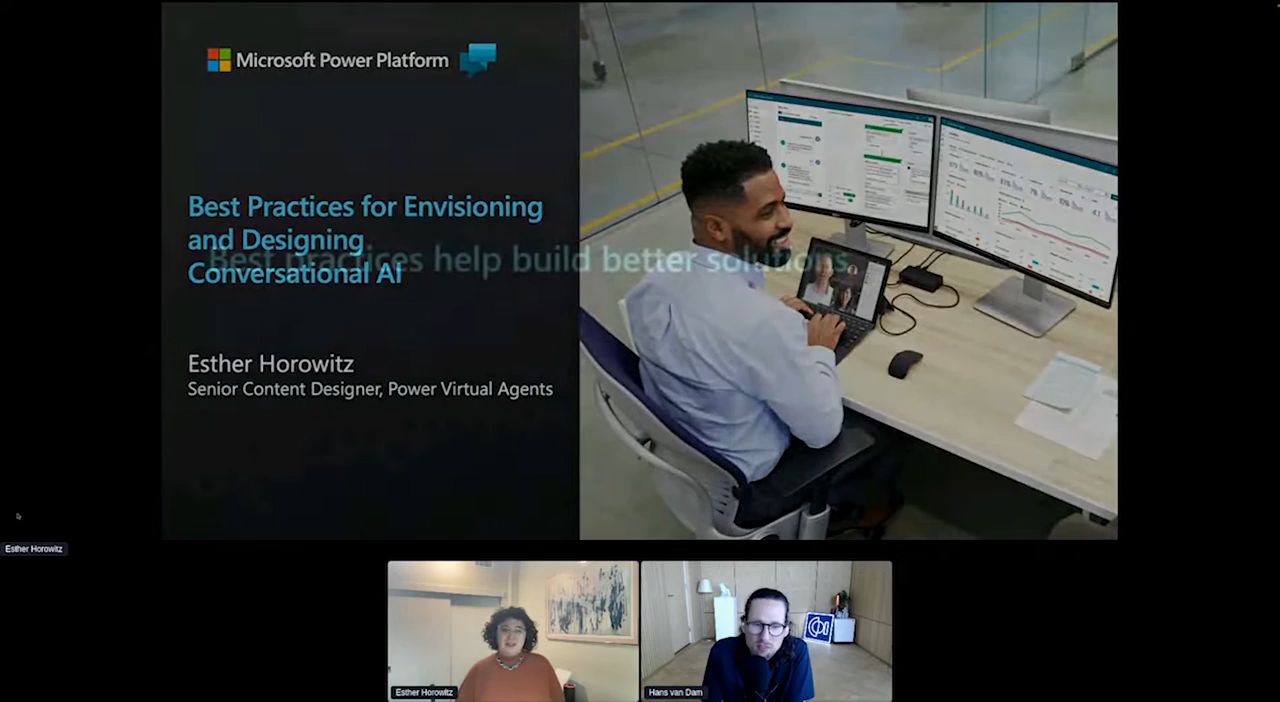 Microsoft Power Platform
Best Practices for Envisioning
and Designing
Conversational AI
Best practices help build better solutions
Esther Horowitz
Senior Content Designer, Power Virtual Agents
Esther Horowitz
Esther Horowitz
Hans van Dam